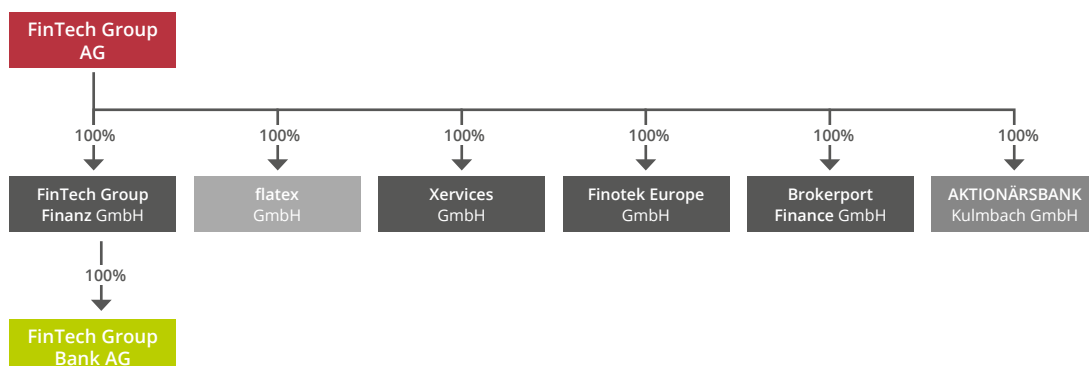 FinTech Group
AG
100%
100%
100%
100%
100%
100%
FinTech Group
Finanz GmbH
flatex
GmbH
Xervices
GmbH
Finotek Europe
GmbH
Brokerport
Finance GmbH
AKTIONÄRSBANK
Kulmbach GmbH
100%
FinTech Group
Bank AG